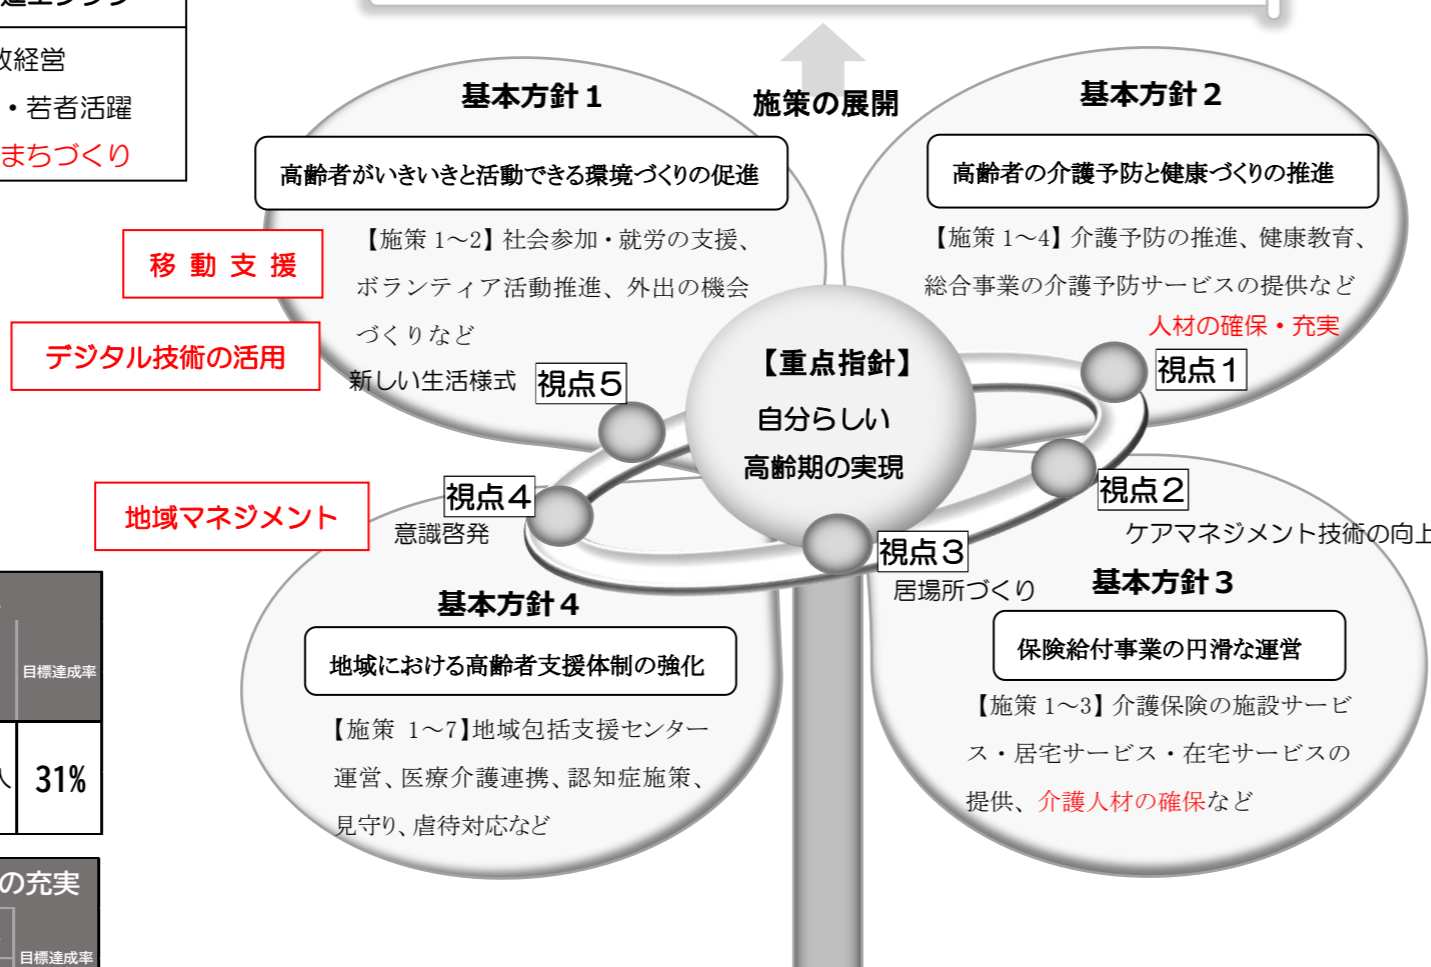 政経営
・若者活躍
まちづくり
施策の展開
基本方針１
高齢者がいきいきと活動できる環境づくりの促進
【施策 1～2】社会参加・就労の支援、
ボランティア活動推進、外出の機会
づくりなど
新しい生活様式
視点５
基本方針２
高齢者の介護予防と健康づくりの推進
【施策 1～4】介護予防の推進、健康教育、
総合事業の介護予防サービスの提供など
人材の確保・充実
視点１
移動支援
デジタル技術の活用
地域マネジメント
【重点指針】
自分らしい
高齢期の実現
視点４
意識啓発
視点２
ケアマネジメント技術の向上
視点３
居場所づくり
基本方針４
地域における高齢者支援体制の強化
【施策 1～7】地域包括支援センター
運営、医療介護連携、認知症施策、
見守り、虐待対応など
基本方針３
保険給付事業の円滑な運営
【施策 1～3】介護保険の施設サービ
ス・居宅サービス・在宅サービスの
提供、介護人材の確保など
目標達成率
人
31%
の充実
目標達成率